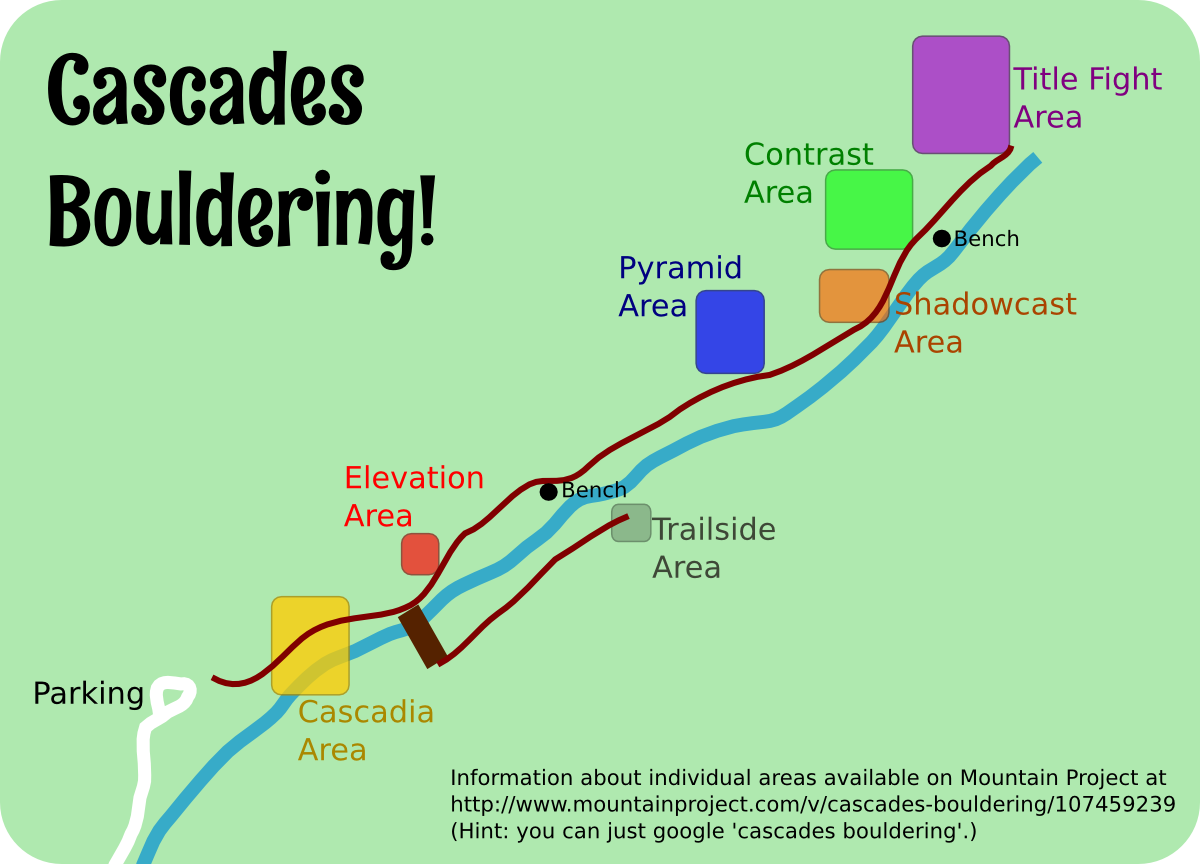 Cascades
Bouldering!
Title Fight
Area
Contrast
Area
Bench
Pyramid
Area
Shadowcast
Area
Elevation
Area
Bench
Trailside
Area
Parking
Cascadia
Area
Information about individual areas available on Mountain Project at
http://www.mountainproject.com/v/cascades-bouldering/107459239
(Hint: you can just google 'cascades bouldering'.)